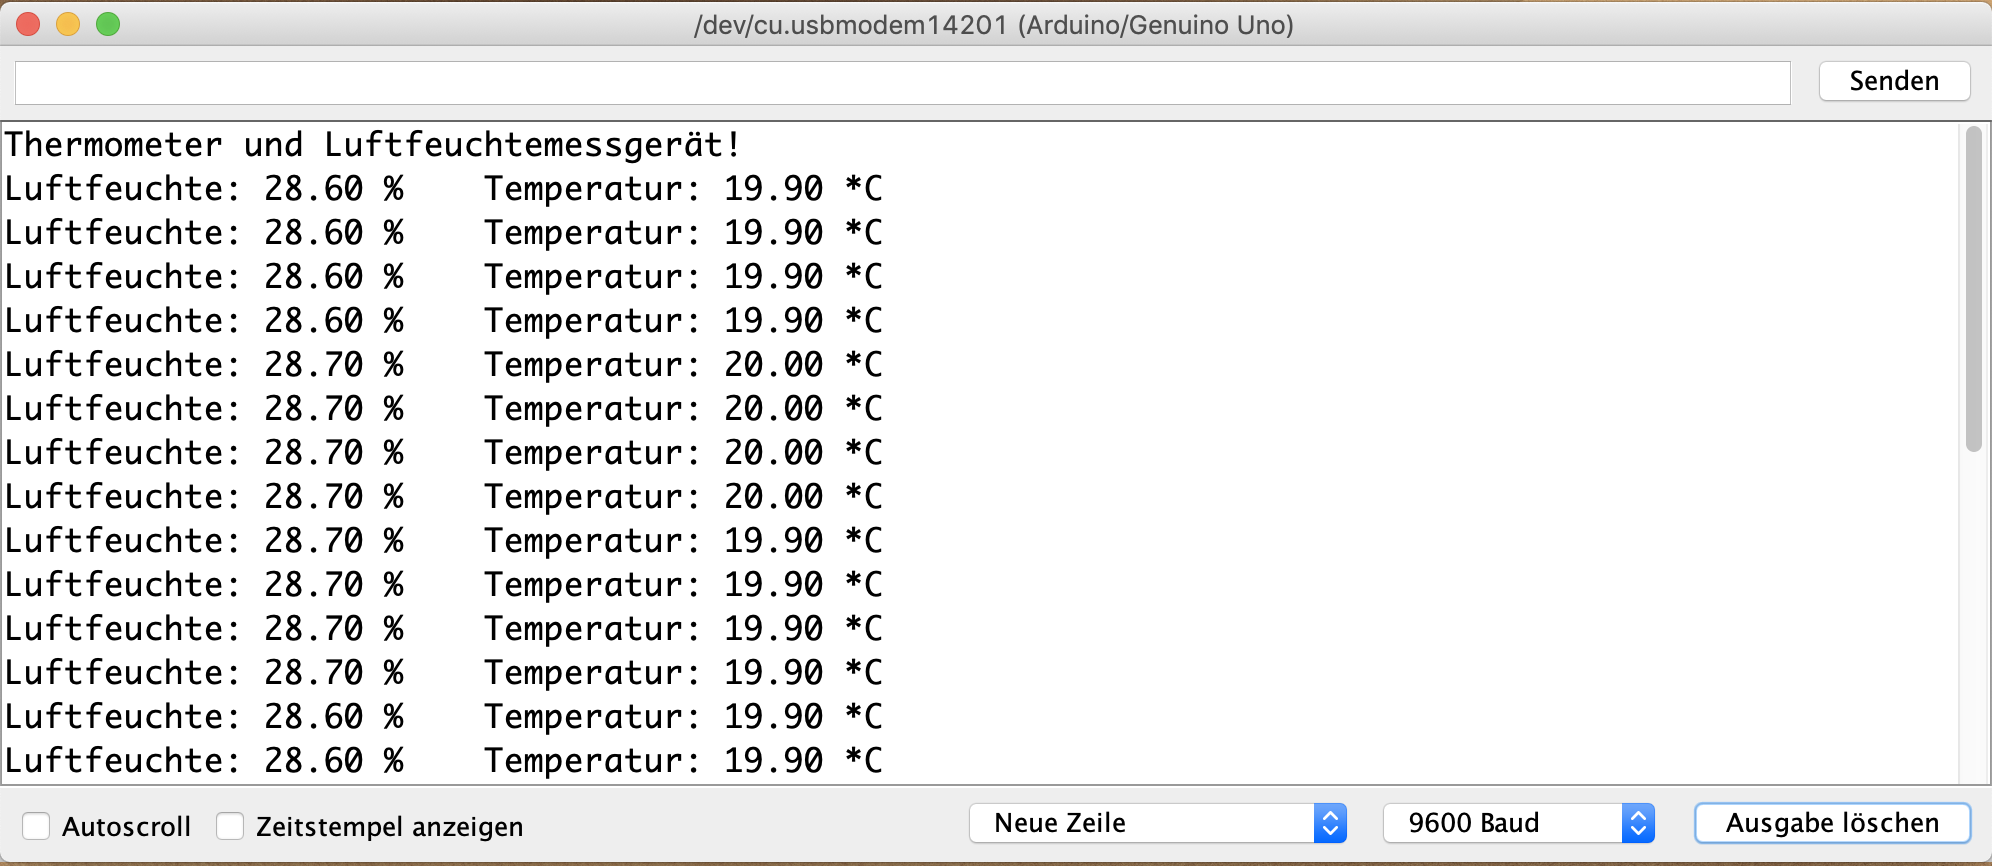 /dev/cu.usbmodem14201 (Arduino/Genuino Uno)
Senden
Thermometer und Luftfeuchtemessgerät!
Luftfeuchte: 28.60 %    Temperatur: 19.90 *C
Luftfeuchte: 28.60 %    Temperatur: 19.90 *C
Luftfeuchte: 28.60 %    Temperatur: 19.90 *C
Luftfeuchte: 28.60 %    Temperatur: 19.90 *C
Luftfeuchte: 28.70 %    Temperatur: 20.00 *C
Luftfeuchte: 28.70 %    Temperatur: 20.00 *C
Luftfeuchte: 28.70 %    Temperatur: 20.00 *C
Luftfeuchte: 28.70 %    Temperatur: 20.00 *C
Luftfeuchte: 28.70 %    Temperatur: 19.90 *C
Luftfeuchte: 28.70 %    Temperatur: 19.90 *C
Luftfeuchte: 28.70 %    Temperatur: 19.90 *C
Luftfeuchte: 28.70 %    Temperatur: 19.90 *C
Luftfeuchte: 28.60 %    Temperatur: 19.90 *C
Luftfeuchte: 28.60 %    Temperatur: 19.90 *C
Autoscroll Zeitstempel anzeigen Neue Zeile 9600 Baud Ausgabe löschen